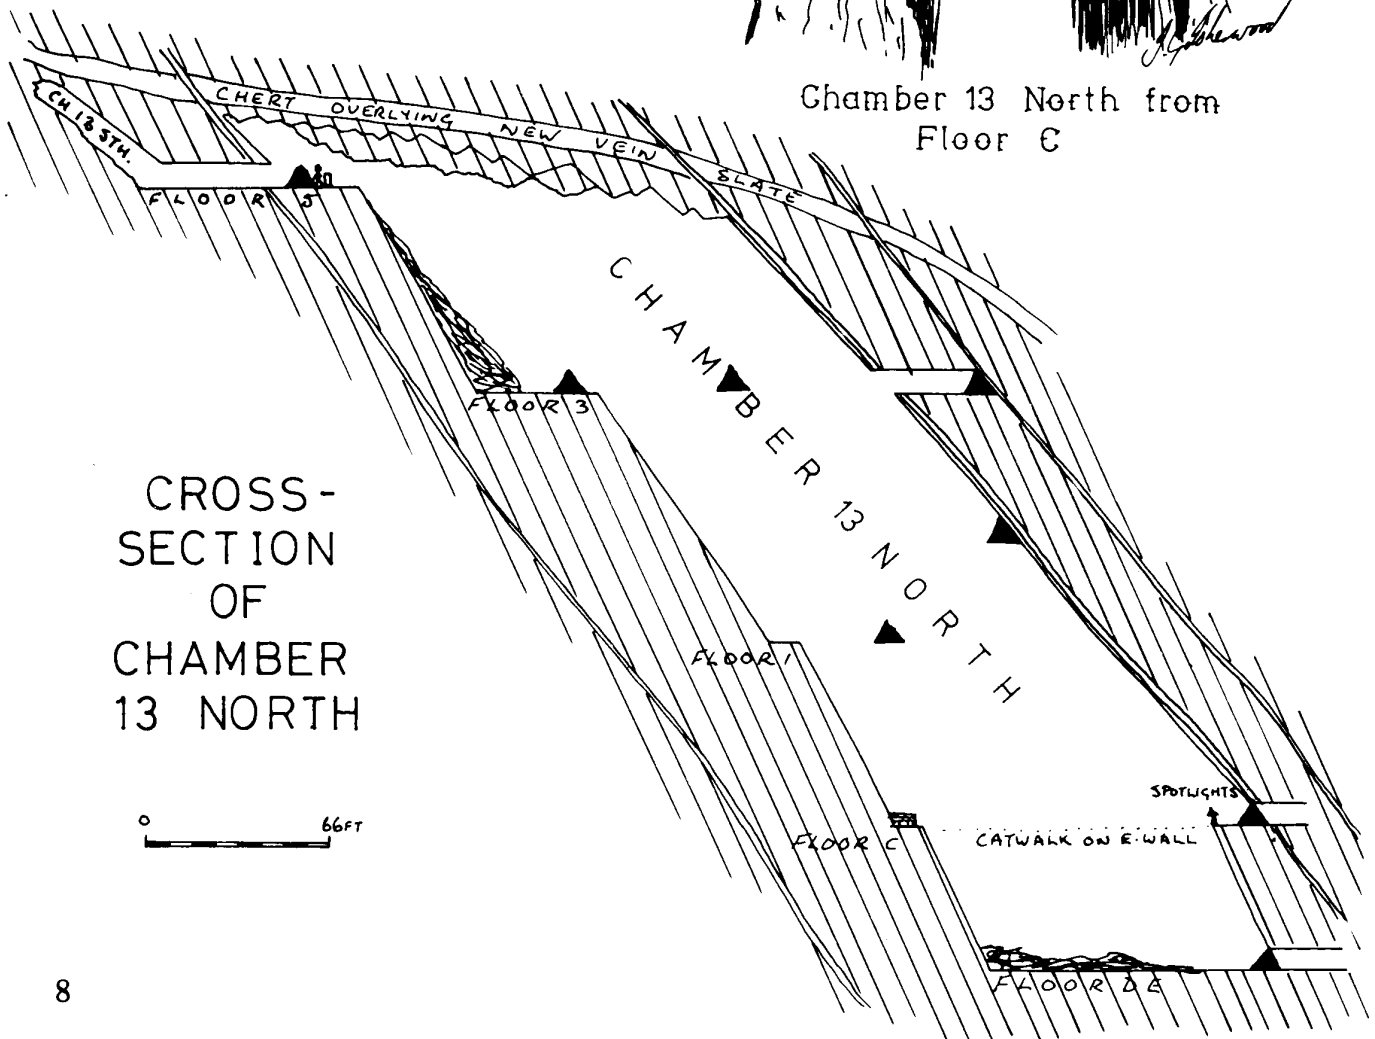 Chamber 13 North from
Floor C
CHERT OVERLYING NEW VEIN SLATE
CH 13 STH.
FLOOR 5
CHAMBER 13 NORTH
FLOOR 3
CROSS-
SECTION
OF
CHAMBER
13 NORTH
FLOOR 1
SPOTLIGHTS
0 66FT
FLOOR C
CATWALK ON E. WALL
FLOOR DE
8